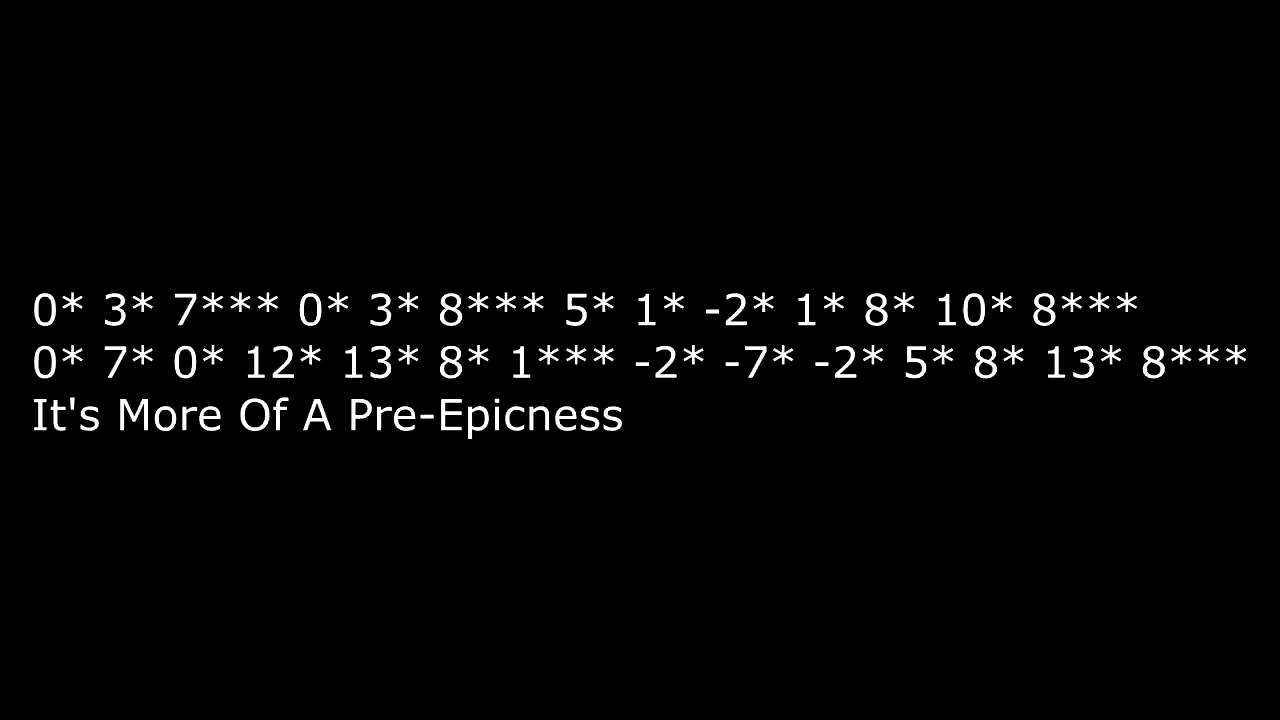 0* 3* 7*** 0* 3* 8*** 5* 1* -2* 1* 8* 10* 8***
0* 7* 0* 12* 13* 8* 1*** -2* -7* -2* 5* 8* 13* 8***
It's More Of A Pre-Epicness